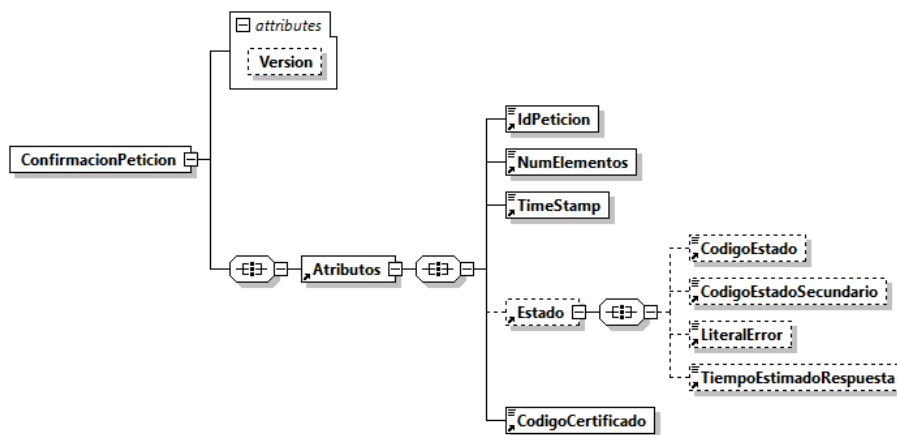 attributes
Version
ConfirmacionPeticion
IdPeticion
NumElementos
TimeStamp
Atributos
CodigoEstado
CodigoEstadoSecundario
Estado
LiteralError
TiempoEstimadoRespuesta
CodigoCertificado